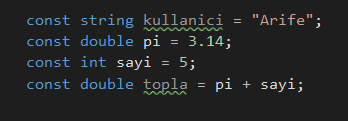 const string kullanici = "Arife";
const double pi = 3.14;
const int sayi = 5;
const double topla = pi + sayi;